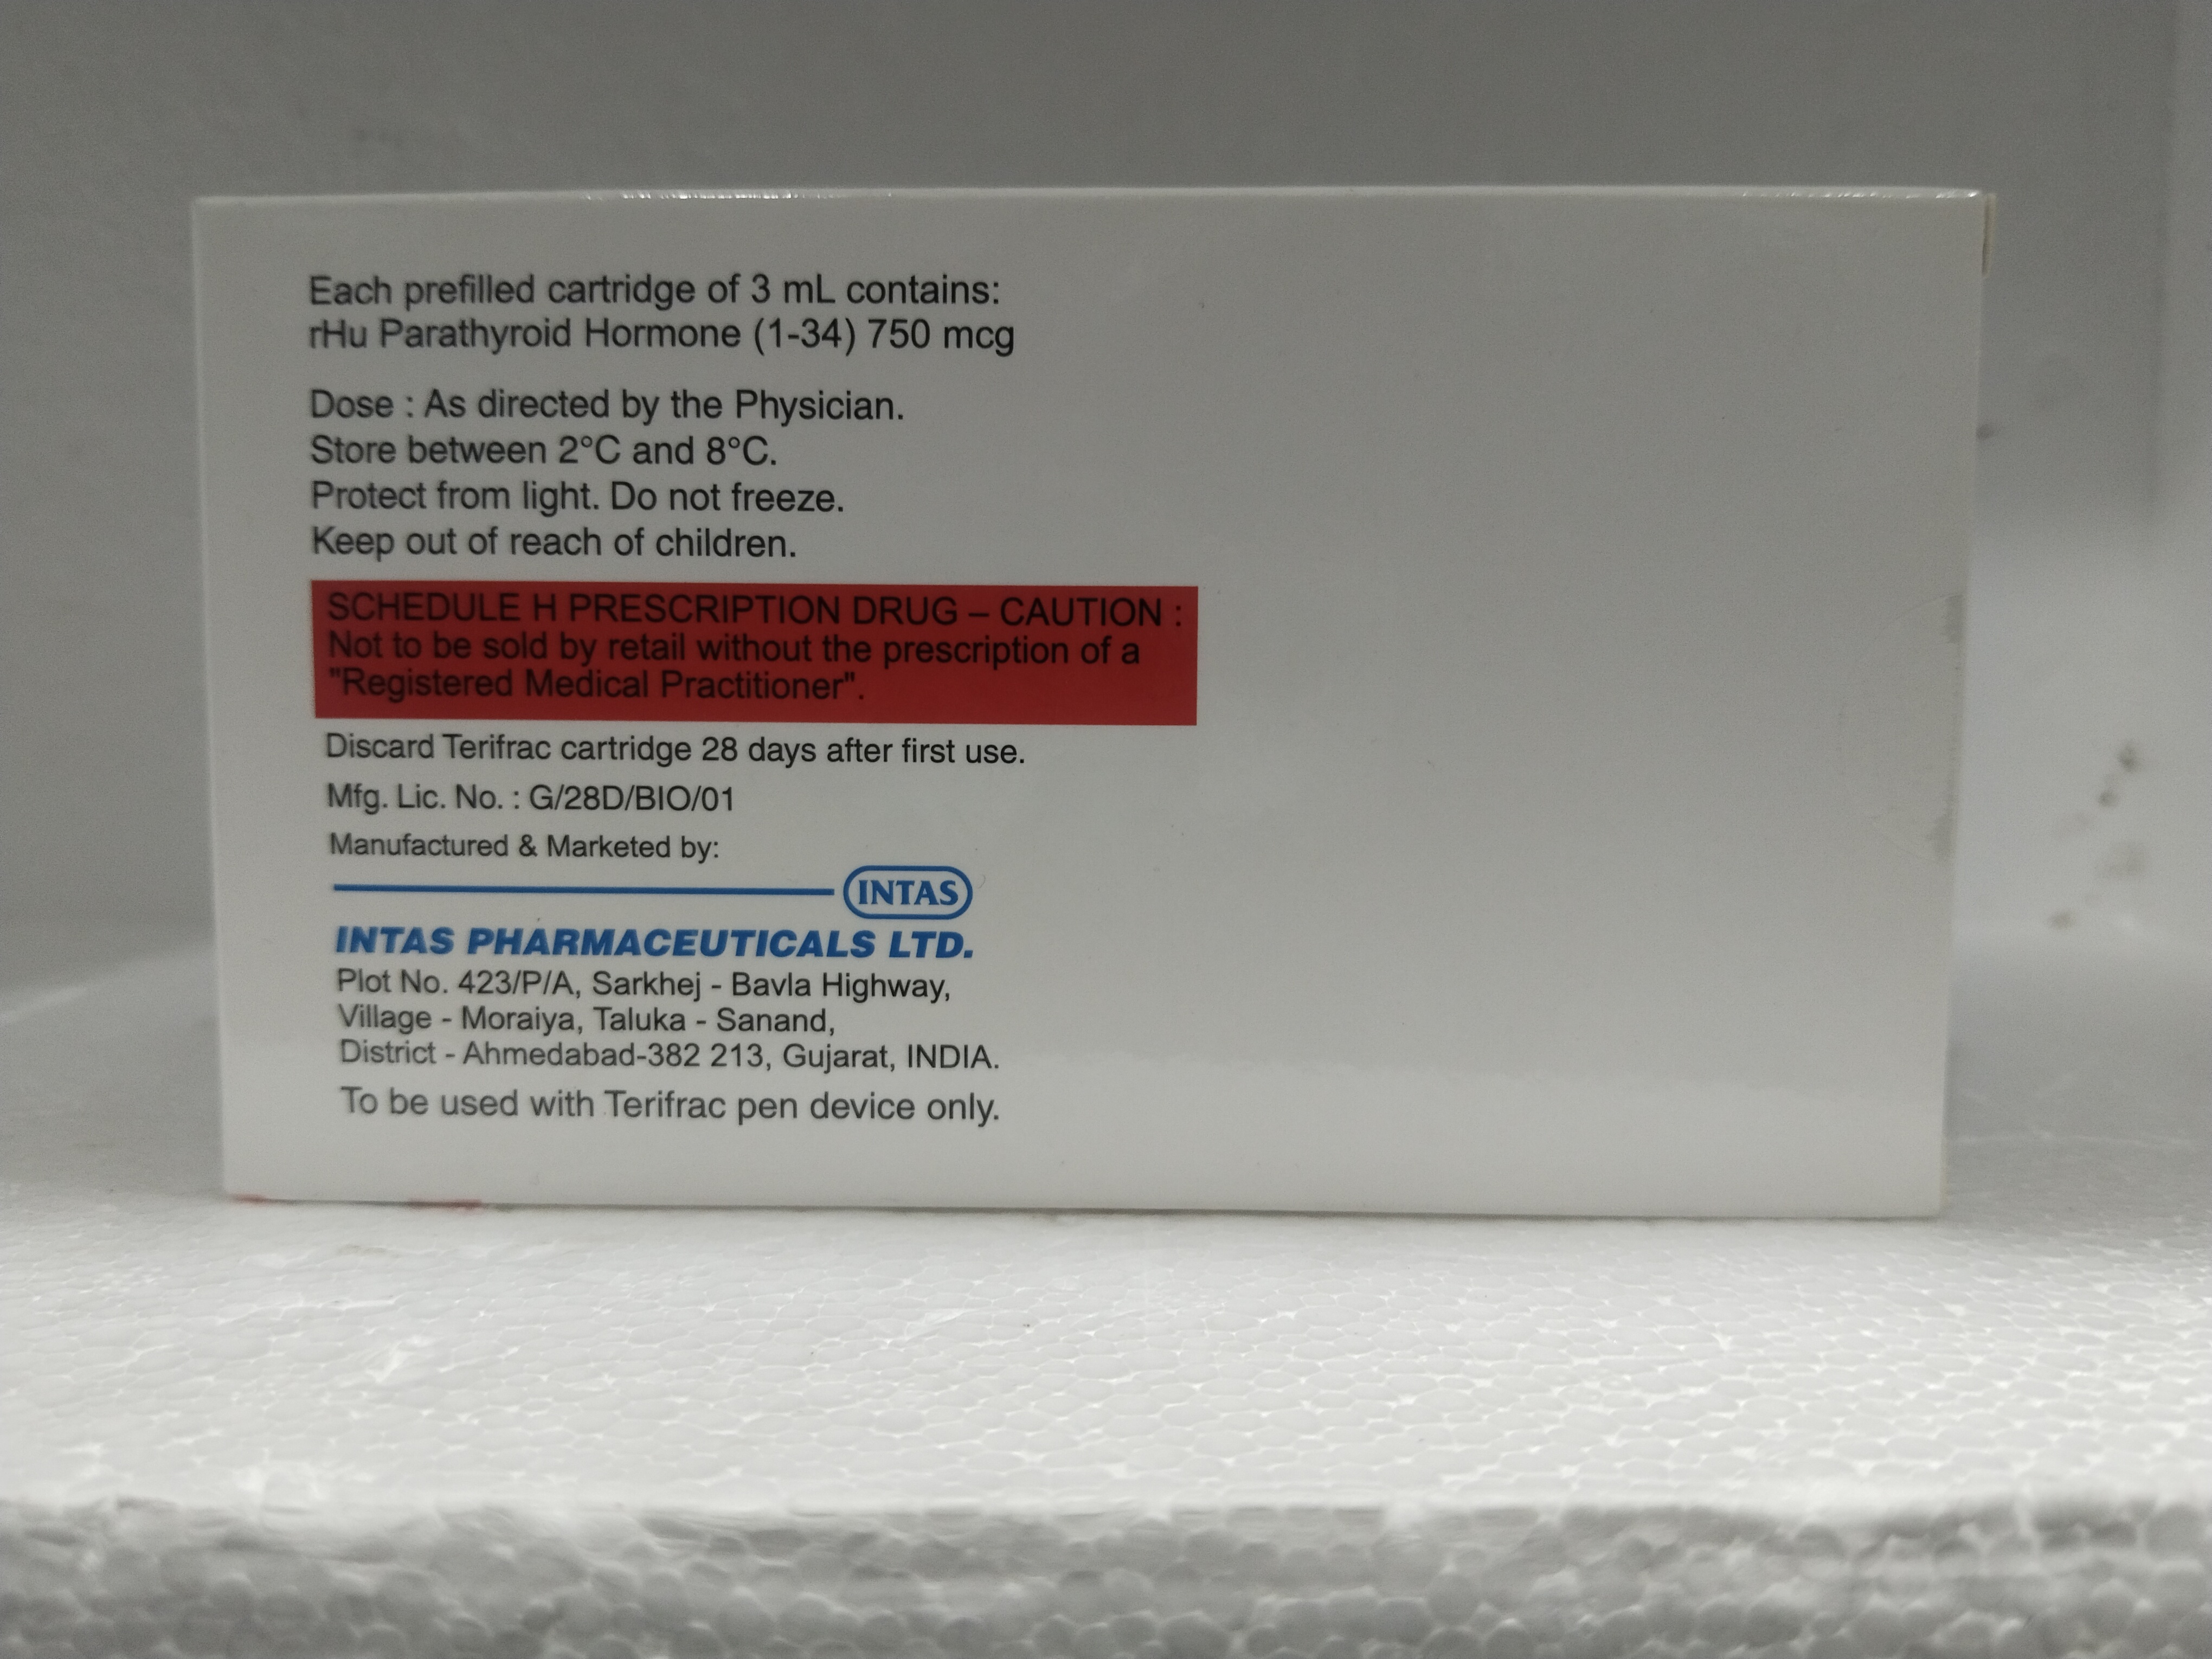 Each prefilled cartridge of 3 mL contains:
rHu Parathyroid Hormone (1-34) 750 mcg
Dose : As directed by the Physician.
Store between 2°C and 8°C.
Protect from light. Do not freeze.
Keep out of reach of children.
SCHEDULE H PRESCRIPTION DRUG – CAUTION :
Not to be sold by retail without the prescription of a
"Registered Medical Practitioner".
Discard Terifrac cartridge 28 days after first use.
Mfg. Lic. No. : G/28D/BIO/01
Manufactured & Marketed by:
INTAS
INTAS PHARMACEUTICALS LTD.
Plot No. 423/P/A, Sarkhej - Bavla Highway,
Village - Moraiya, Taluka - Sanand,
District - Ahmedabad-382 213, Gujarat, INDIA.
To be used with Terifrac pen device only.